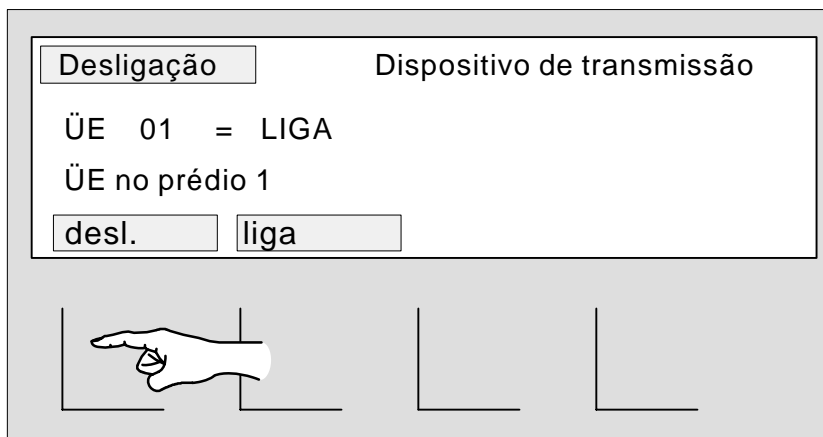 Desligação Dispositivo de transmissão
ÜE 01 = LIGA
ÜE no prédio 1
desl. liga